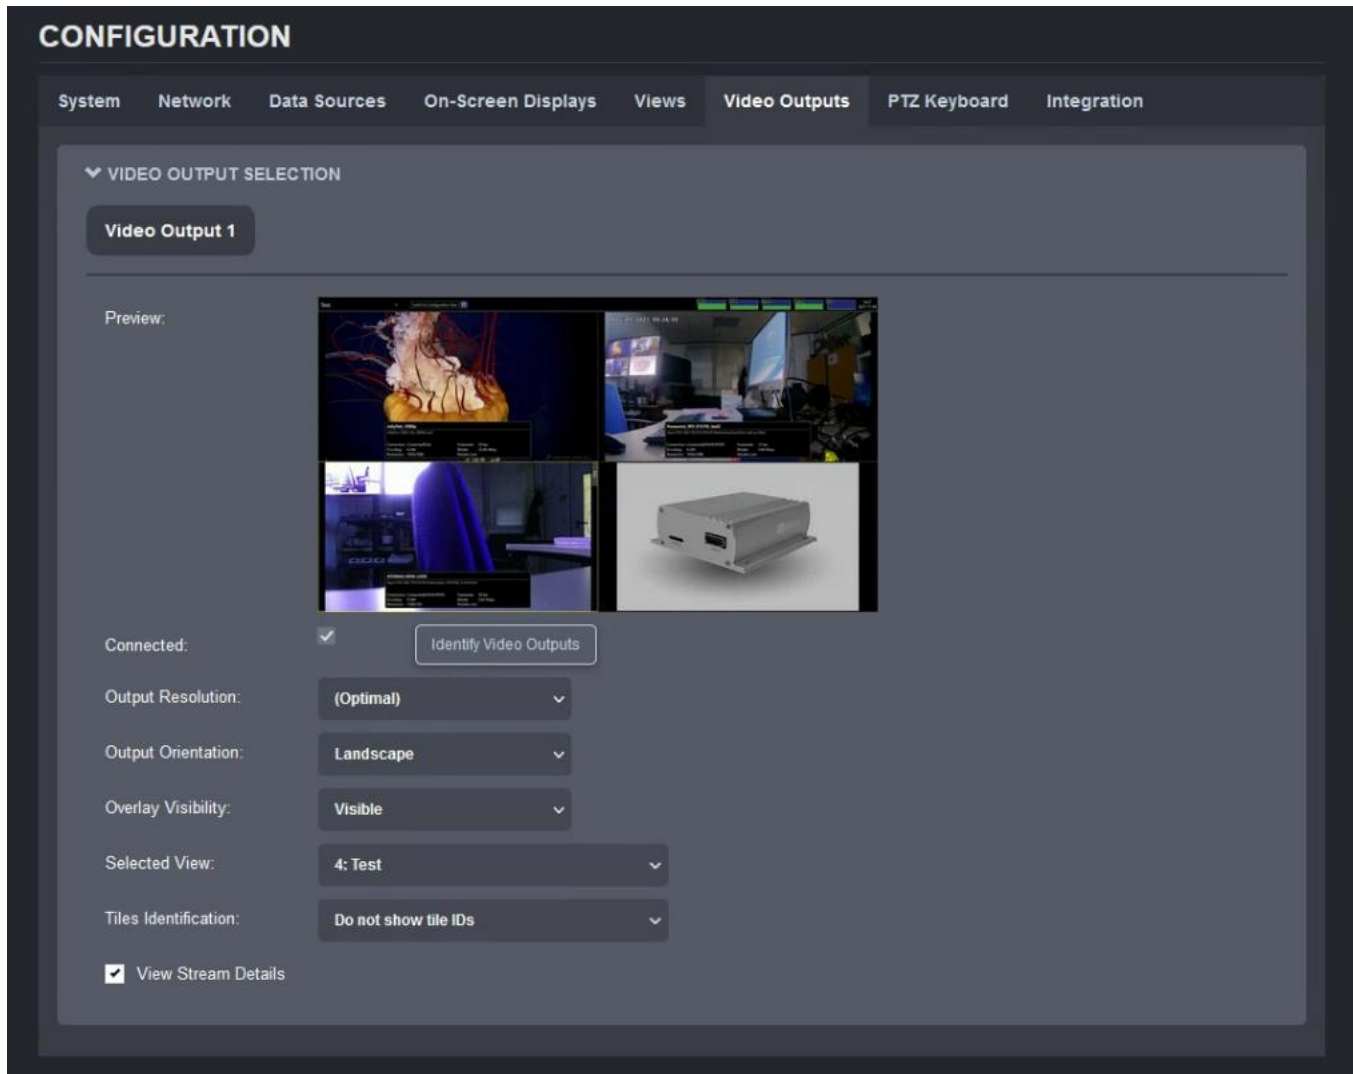 CONFIGURATION
System Network Data Sources On-Screen Displays Views Video Outputs PTZ Keyboard Integration
VIDEO OUTPUT SELECTION
Video Output 1
Preview:
Connected:
Identify Video Outputs
Output Resolution: (Optimal)
Output Orientation: Landscape
Overlay Visibility: Visible
Selected View: 4: Test
Tiles Identification: Do not show tile IDs
View Stream Details